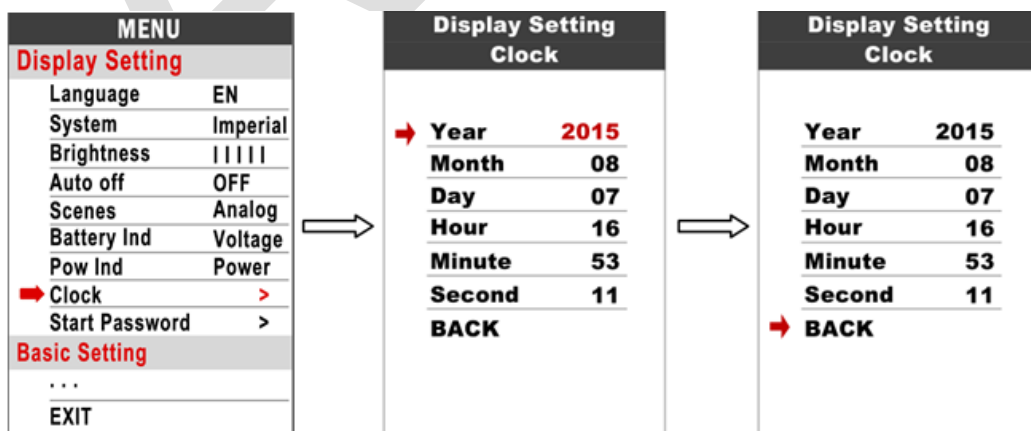 MENU
Display Setting
Language EN
System Imperial
Brightness | | | | |
Auto off OFF
Scenes Analog
Battery Ind Voltage
Pow Ind Power
Clock >
Start Password >
Basic Setting
. . .
EXIT
Display Setting
Clock
Year 2015
Month 08
Day 07
Hour 16
Minute 53
Second 11
BACK
Display Setting
Clock
Year 2015
Month 08
Day 07
Hour 16
Minute 53
Second 11
BACK